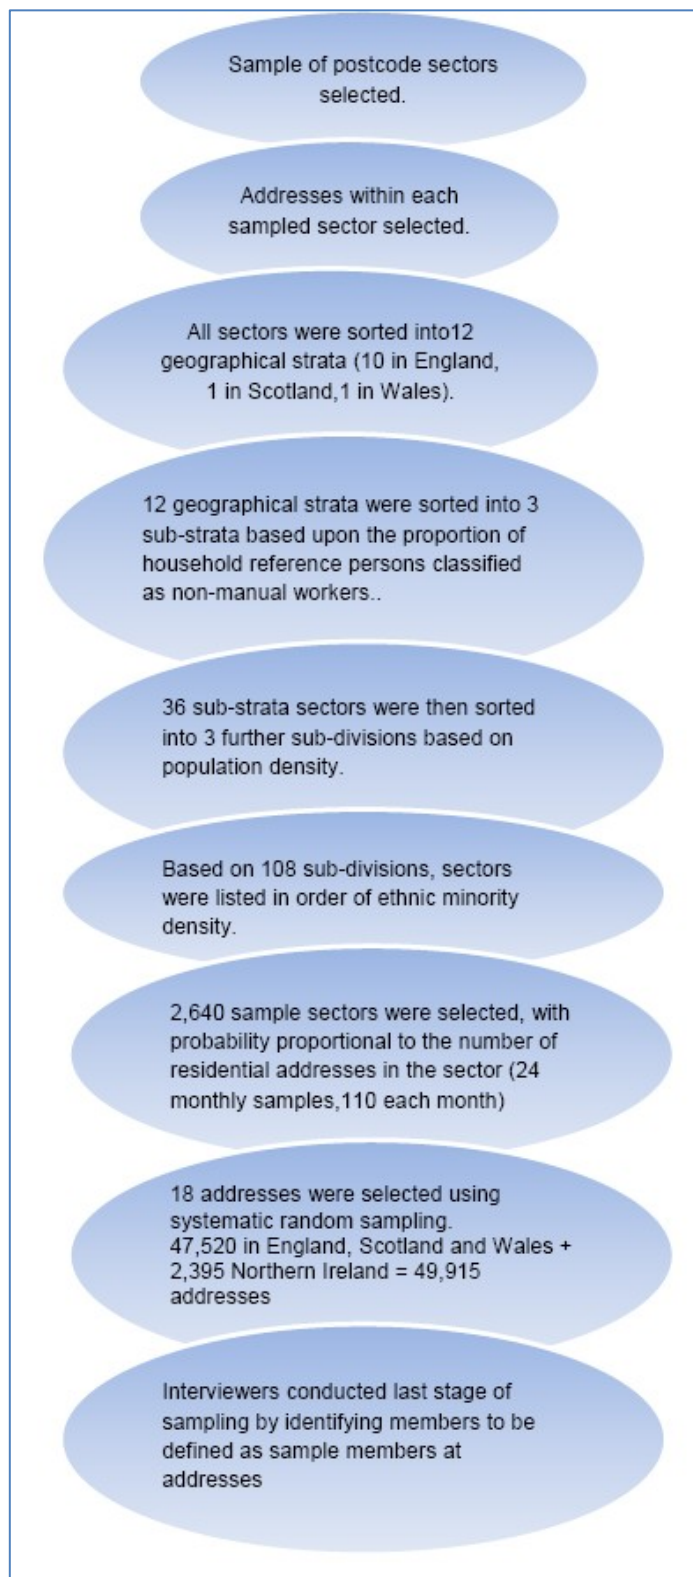 Sample of postcode sectors
selected.
Addresses within each
sampled sector selected.
All sectors were sorted into12
geographical strata (10 in England,
1 in Scotland,1 in Wales).
12 geographical strata were sorted into 3
sub-strata based upon the proportion of
household reference persons classified
as non-manual workers..
36 sub-strata sectors were then sorted
into 3 further sub-divisions based on
population density.
Based on 108 sub-divisions, sectors
were listed in order of ethnic minority
density.
2,640 sample sectors were selected, with
probability proportional to the number of
residential addresses in the sector (24
monthly samples,110 each month)
18 addresses were selected using
systematic random sampling.
47,520 in England, Scotland and Wales +
2,395 Northern Ireland = 49,915
addresses
Interviewers conducted last stage of
sampling by identifying members to be
defined as sample members at
addresses